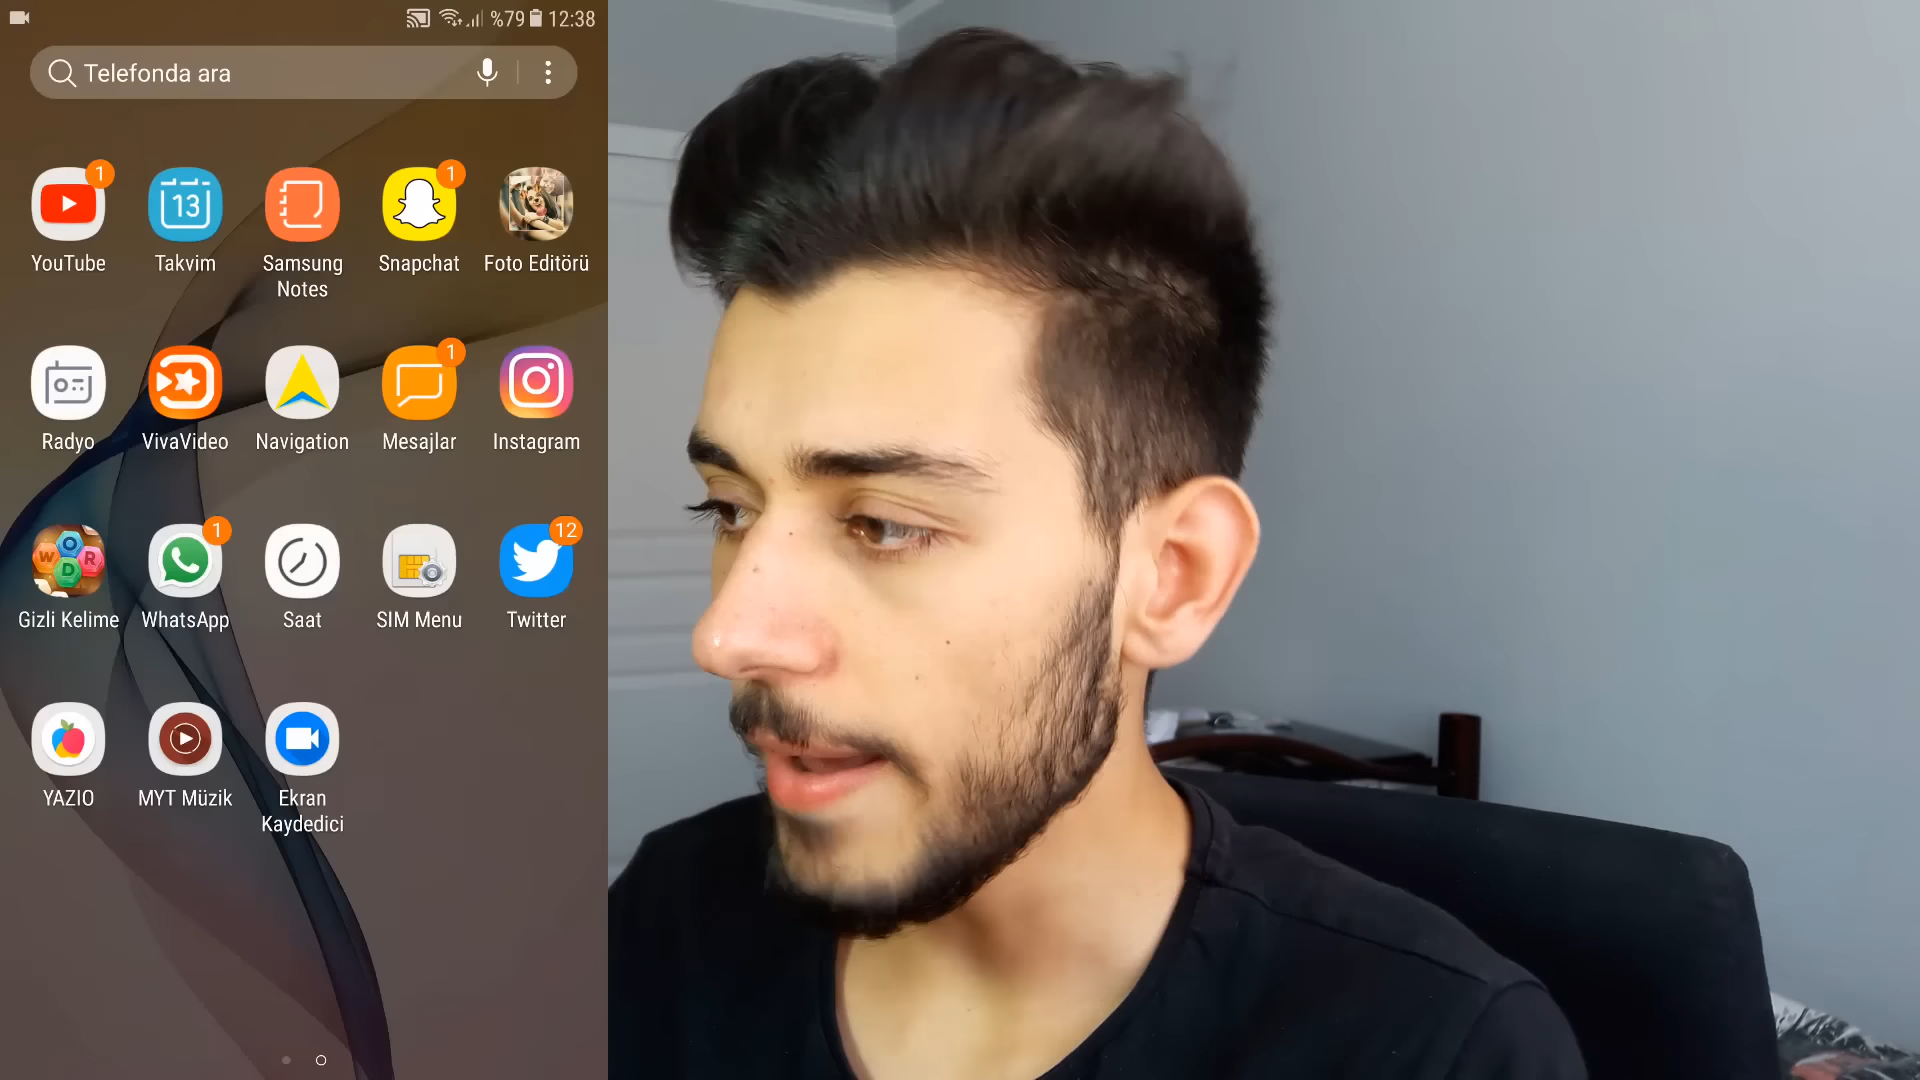 %79 12:38
Telefonda ara
1
13
1
YouTube
Takvim
Samsung
Notes
Snapchat
Foto Editörü
1
Radyo
VivaVideo
Navigation
Mesajlar
Instagram
W O R D
1
12
Gizli Kelime
WhatsApp
Saat
SIM Menu
Twitter
YAZIO
MYT Müzik
Ekran
Kaydedici